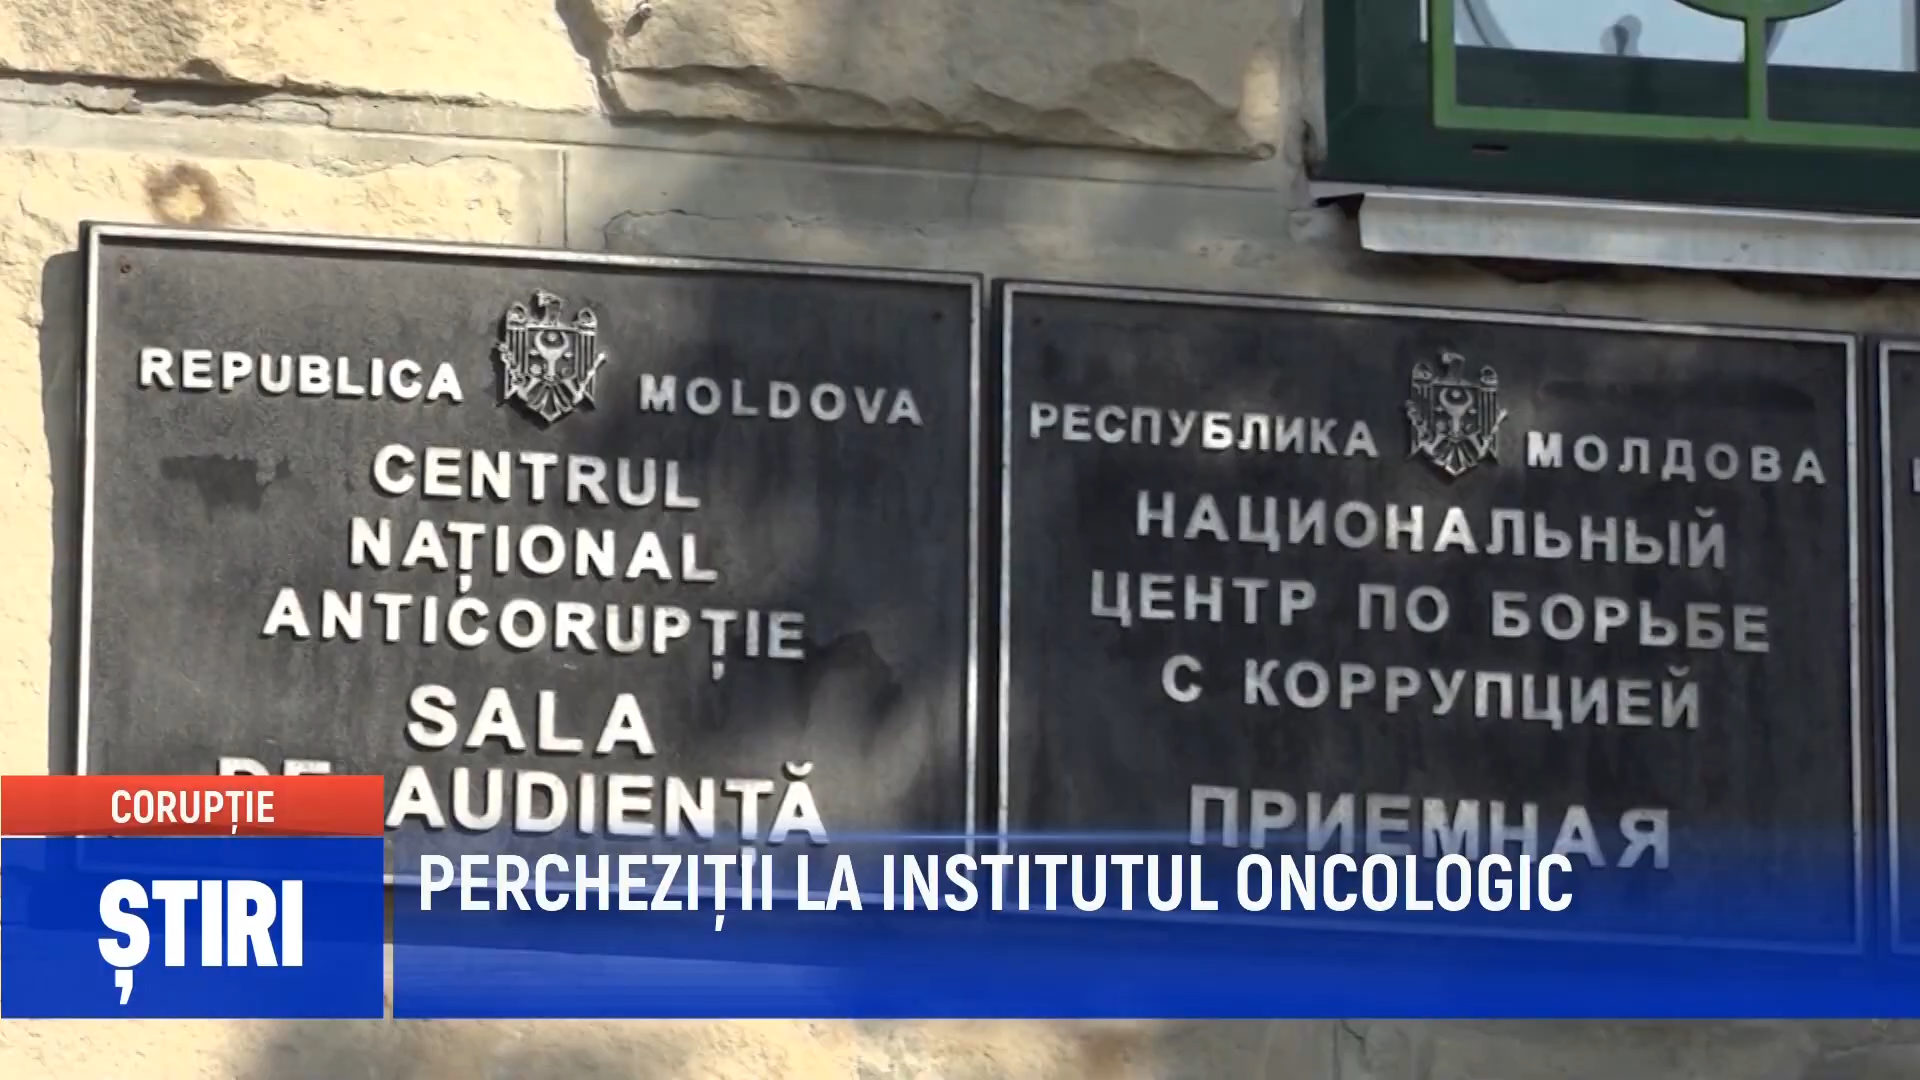 REPUBLICA MOLDOVA
CENTRUL
NAȚIONAL
ANTICORUPȚIE
SALA
DE AUDIENȚĂ
РЕСПУБЛИКА МОЛДОВА
НАЦИОНАЛЬНЫЙ
ЦЕНТР ПО БОРЬБЕ
С КОРРУПЦИЕЙ
ПРИЕМНАЯ
CORUPȚIE
ȘTIRI
PERCHEZIȚII LA INSTITUTUL ONCOLOGIC